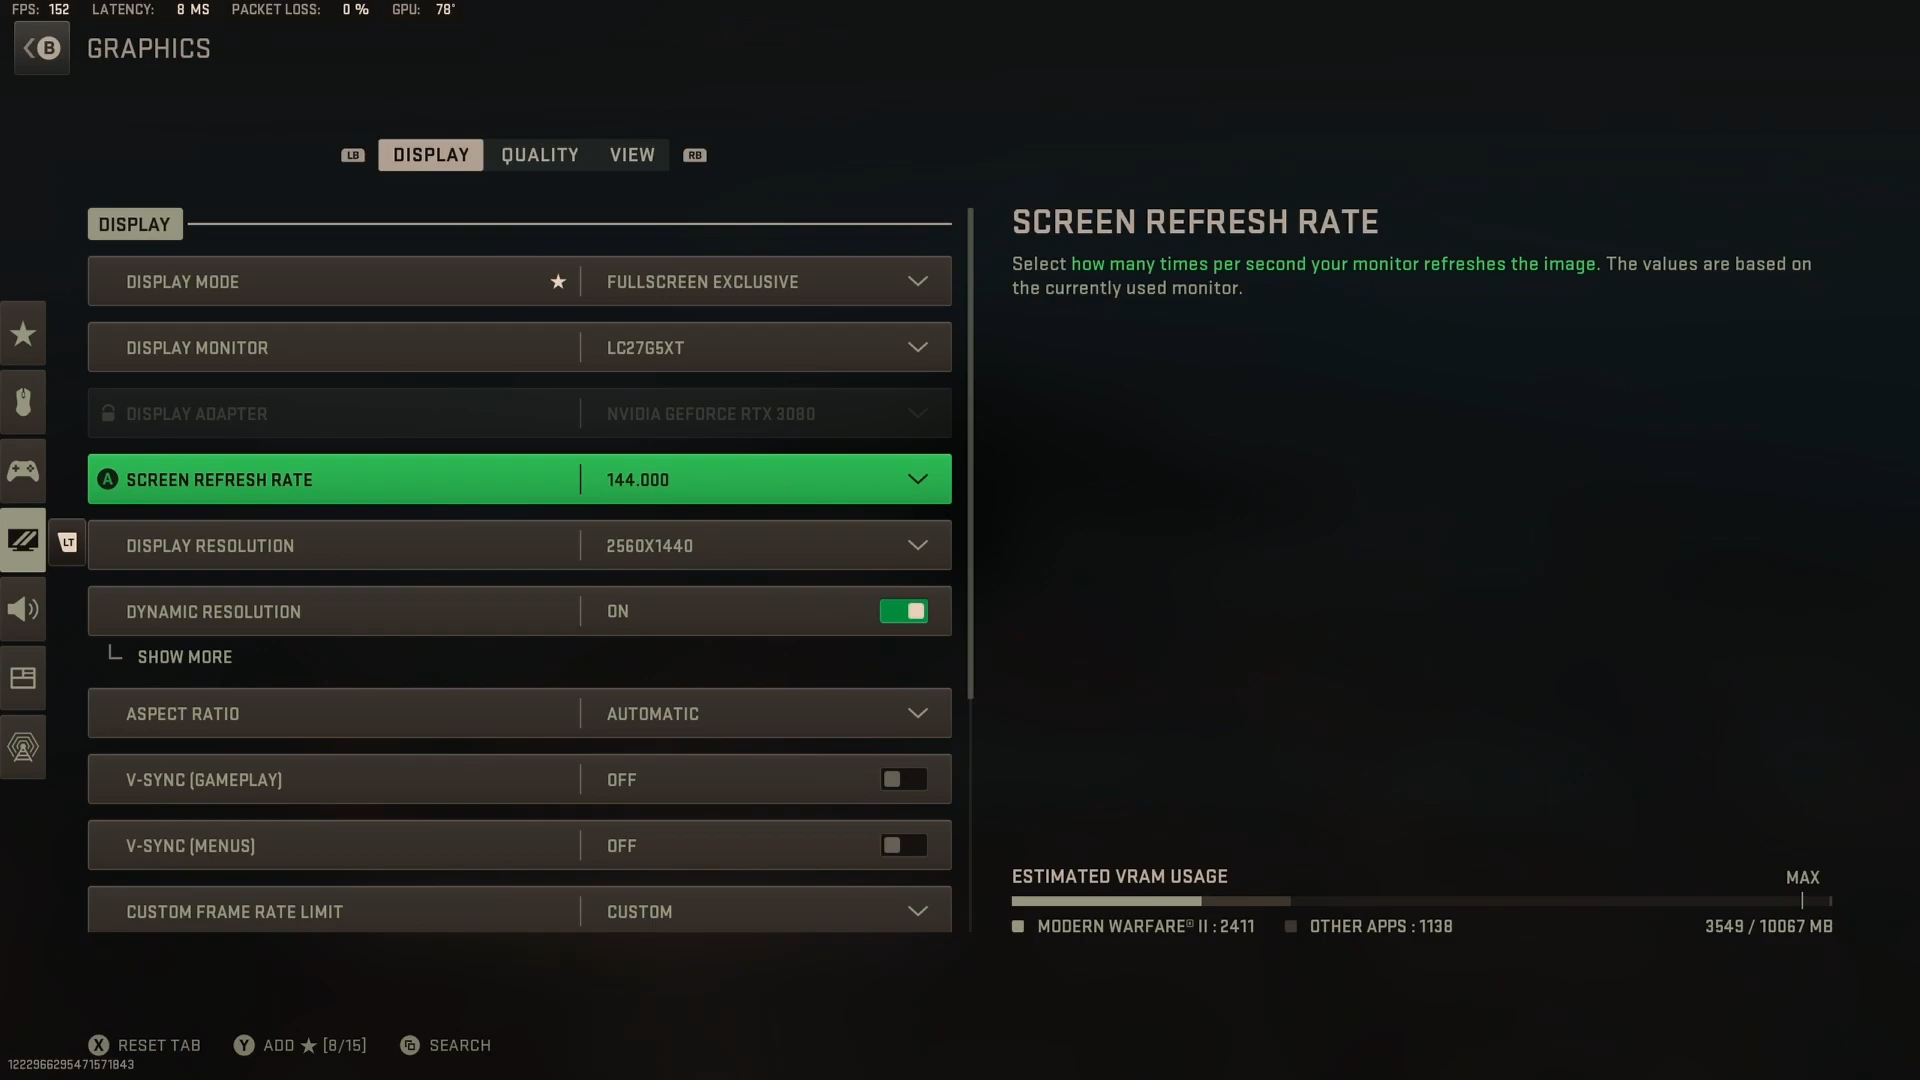 FPS: 152 LATENCY: 8 MS PACKET LOSS: 0 % GPU: 78°
B GRAPHICS
LB DISPLAY QUALITY VIEW RB
DISPLAY
DISPLAY MODE ★ FULLSCREEN EXCLUSIVE
DISPLAY MONITOR LC27G5XT
DISPLAY ADAPTER NVIDIA GEFORCE RTX 3080
A SCREEN REFRESH RATE 144.000
LT DISPLAY RESOLUTION 2560X1440
DYNAMIC RESOLUTION ON
SHOW MORE
ASPECT RATIO AUTOMATIC
V-SYNC (GAMEPLAY) OFF
V-SYNC (MENUS) OFF
CUSTOM FRAME RATE LIMIT CUSTOM
SCREEN REFRESH RATE
Select how many times per second your monitor refreshes the image. The values are based on
the currently used monitor.
ESTIMATED VRAM USAGE MAX
MODERN WARFARE® II : 2411 OTHER APPS : 1138 3549 / 10067 MB
X RESET TAB Y ADD ★ [8/15] SEARCH
1222966295471571843